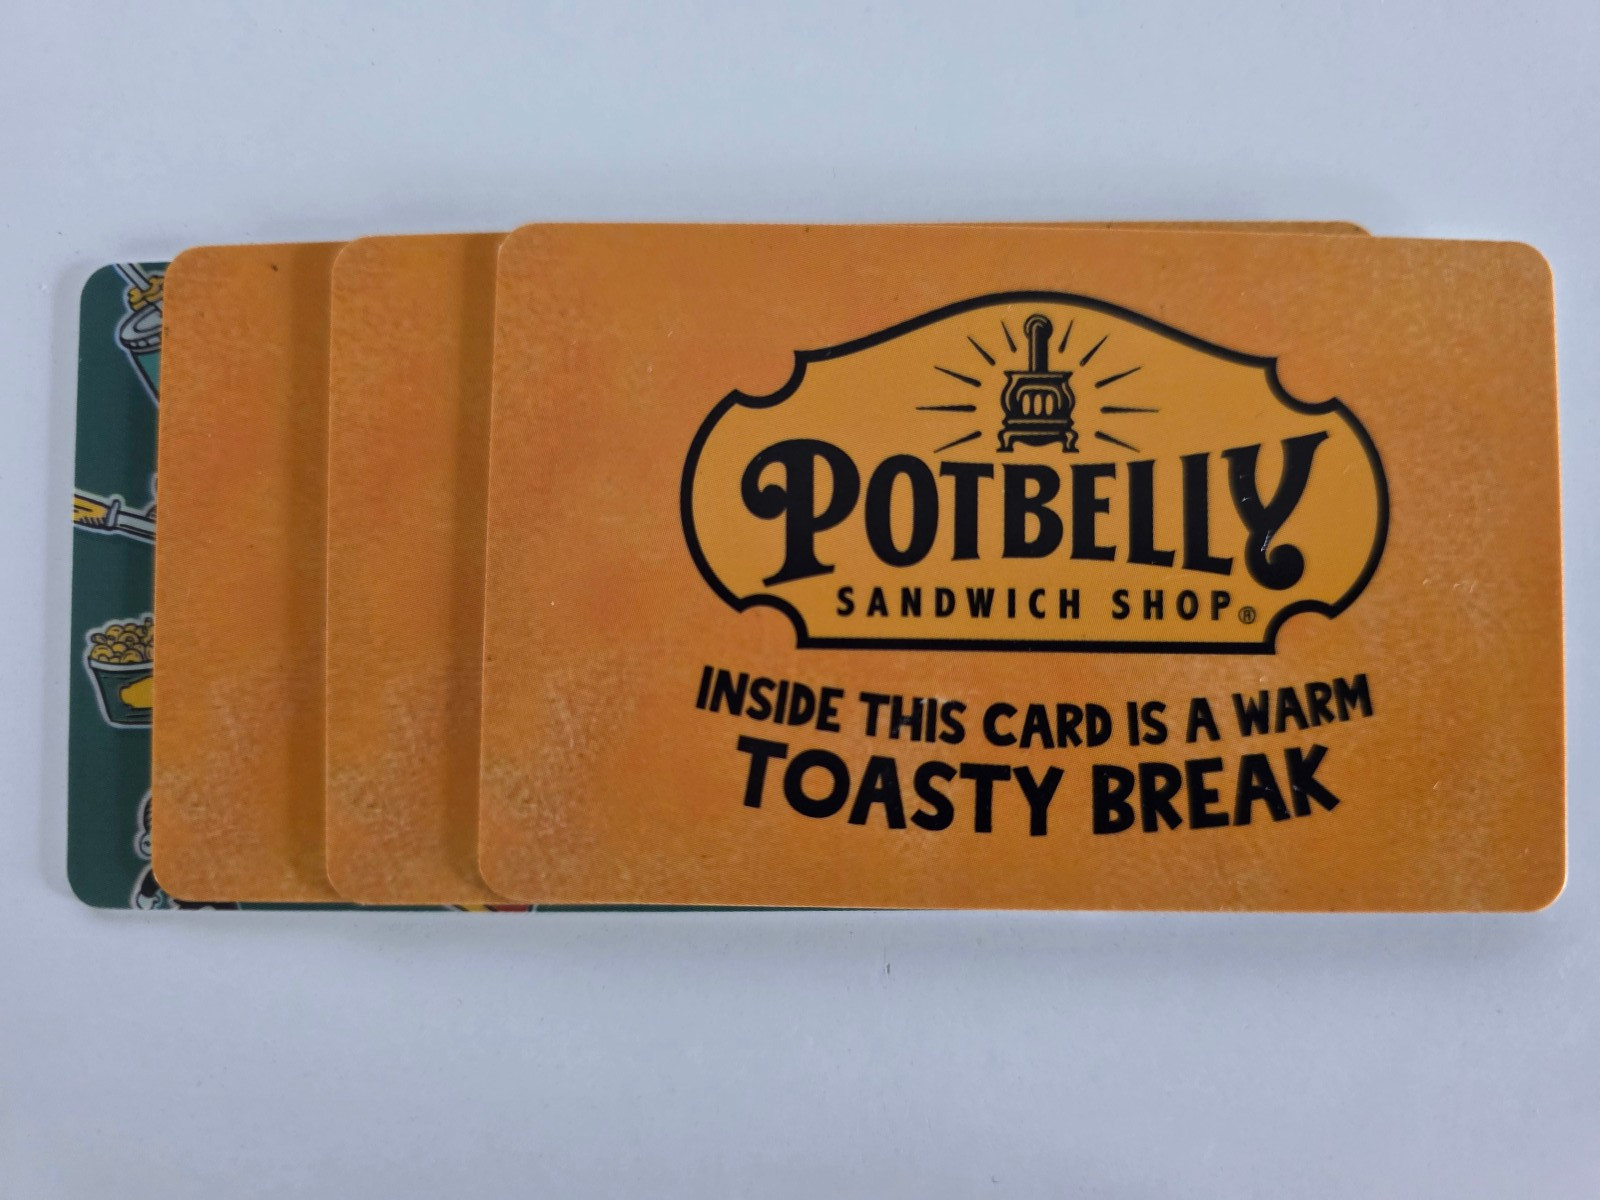 POTBELLY
SANDWICH SHOP®
INSIDE THIS CARD IS A WARM
TOASTY BREAK